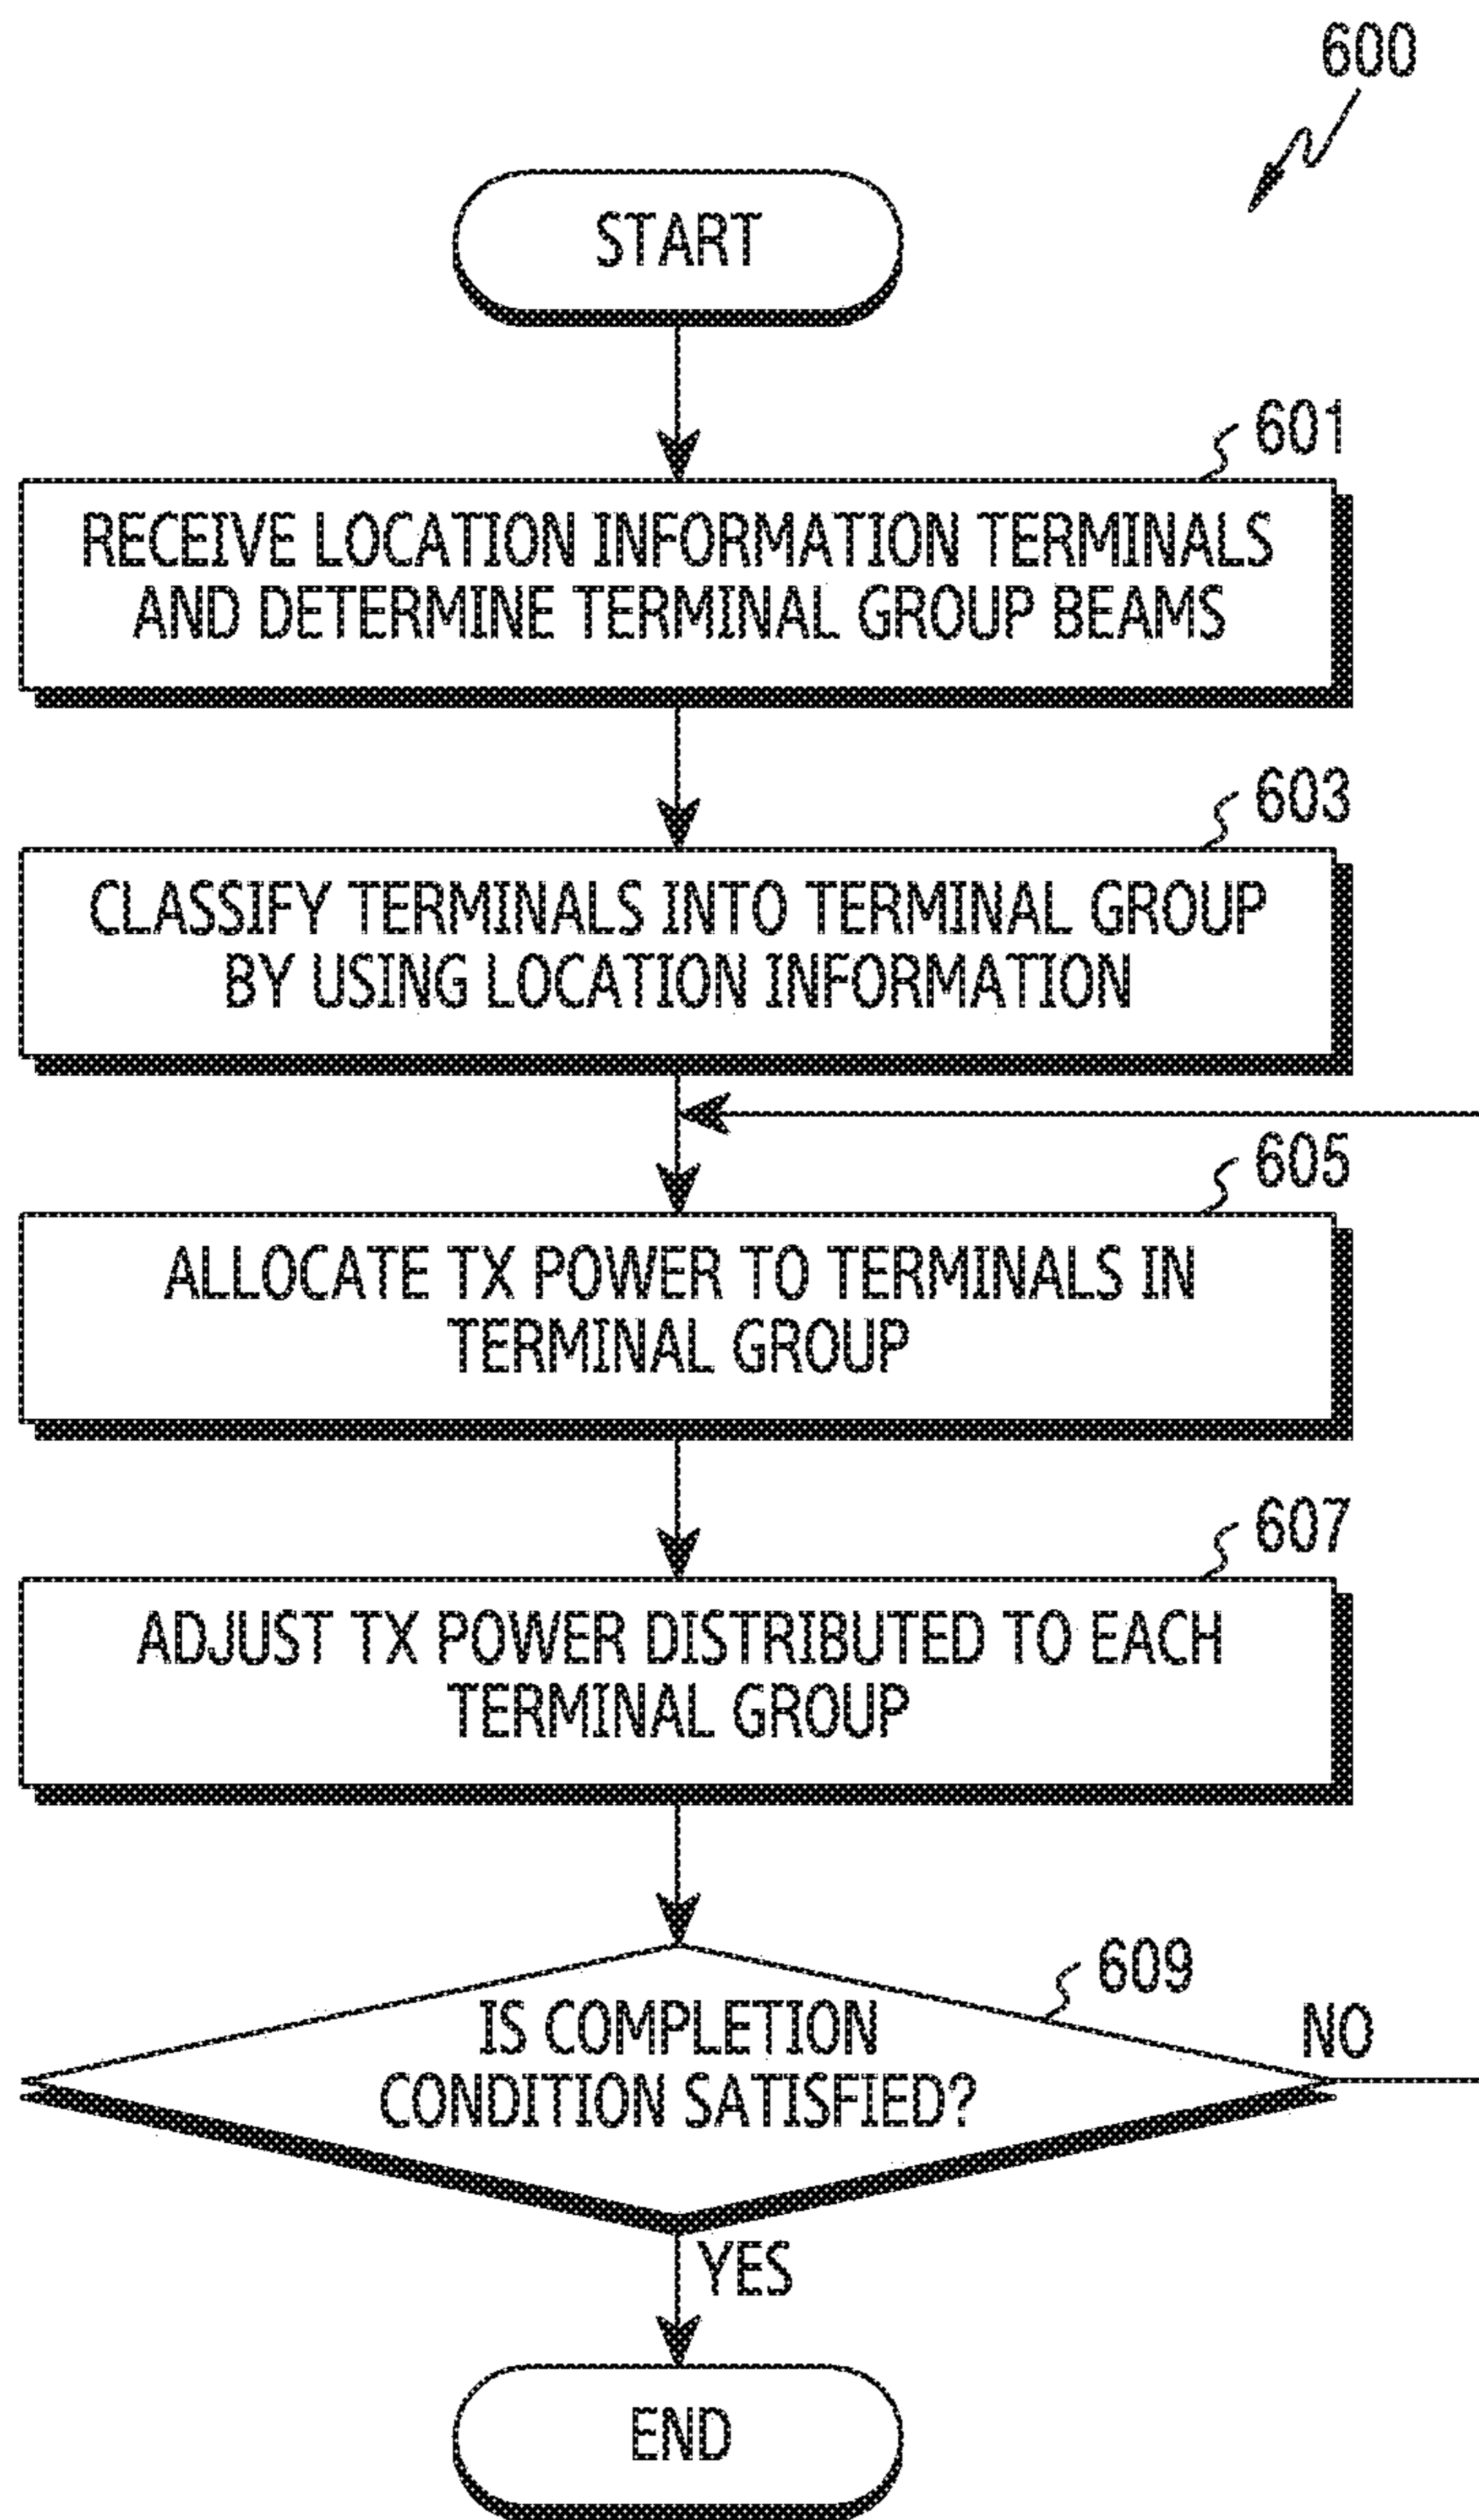 600
START
601
RECEIVE LOCATION INFORMATION TERMINALS
AND DETERMINE TERMINAL GROUP BEAMS
603
CLASSIFY TERMINALS INTO TERMINAL GROUP
BY USING LOCATION INFORMATION
605
ALLOCATE TX POWER TO TERMINALS IN
TERMINAL GROUP
607
ADJUST TX POWER DISTRIBUTED TO EACH
TERMINAL GROUP
609
IS COMPLETION
CONDITION SATISFIED?
NO
YES
END